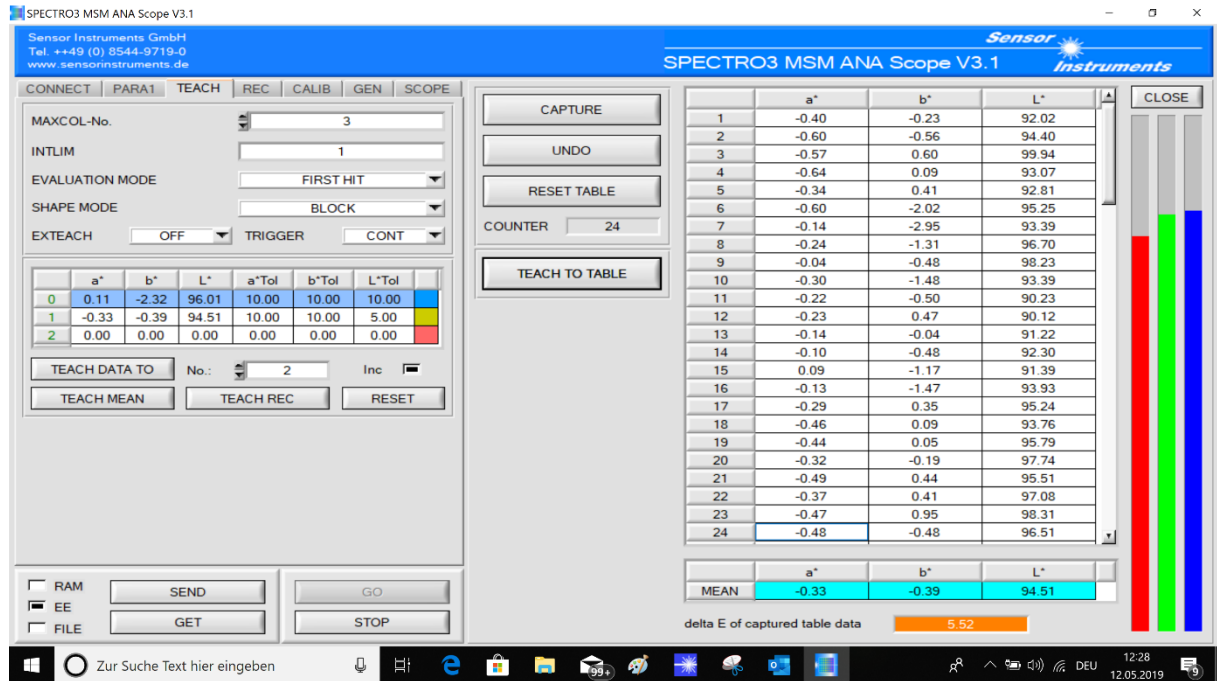 SPECTRO3 MSM ANA Scope V3.1
Sensor Instruments GmbH
Tel. ++49 (0) 8544-9719-0
www.sensorinstruments.de
SPECTRO3 MSM ANA Scope V3.1
Sensor
Instruments
CONNECT PARA1 TEACH REC CALIB GEN SCOPE
MAXCOL-No. 3
INTLIM 1
EVALUATION MODE FIRST HIT
SHAPE MODE BLOCK
EXTEACH OFF TRIGGER CONT
a* b* L* a*Tol b*Tol L*Tol
0 0.11 -2.32 96.01 10.00 10.00 10.00
1 -0.33 -0.39 94.51 10.00 10.00 5.00
2 0.00 0.00 0.00 0.00 0.00 0.00
TEACH DATA TO No.: 2 Inc
TEACH MEAN TEACH REC RESET
RAM
EE
FILE
SEND
GET
GO
STOP
CAPTURE
UNDO
RESET TABLE
COUNTER 24
TEACH TO TABLE
CLOSE
a* b* L*
1 -0.40 -0.23 92.02
2 -0.60 -0.56 94.40
3 -0.57 0.60 99.94
4 -0.64 0.09 93.07
5 -0.34 0.41 92.81
6 -0.60 -2.02 95.25
7 -0.14 -2.95 93.39
8 -0.24 -1.31 96.70
9 -0.04 -0.48 98.23
10 -0.30 -1.48 93.39
11 -0.22 -0.50 90.23
12 -0.23 0.47 90.12
13 -0.14 -0.04 91.22
14 -0.10 -0.48 92.30
15 0.09 -1.17 91.39
16 -0.13 -1.47 93.93
17 -0.29 0.35 95.24
18 -0.46 0.09 93.76
19 -0.44 0.05 95.79
20 -0.32 -0.19 97.74
21 -0.49 0.44 95.51
22 -0.37 0.41 97.08
23 -0.47 0.95 98.31
24 -0.48 -0.48 96.51
a* b* L*
MEAN -0.33 -0.39 94.51
delta E of captured table data 5.52
Zur Suche Text hier eingeben
99+
DEU
12:28
12.05.2019
9